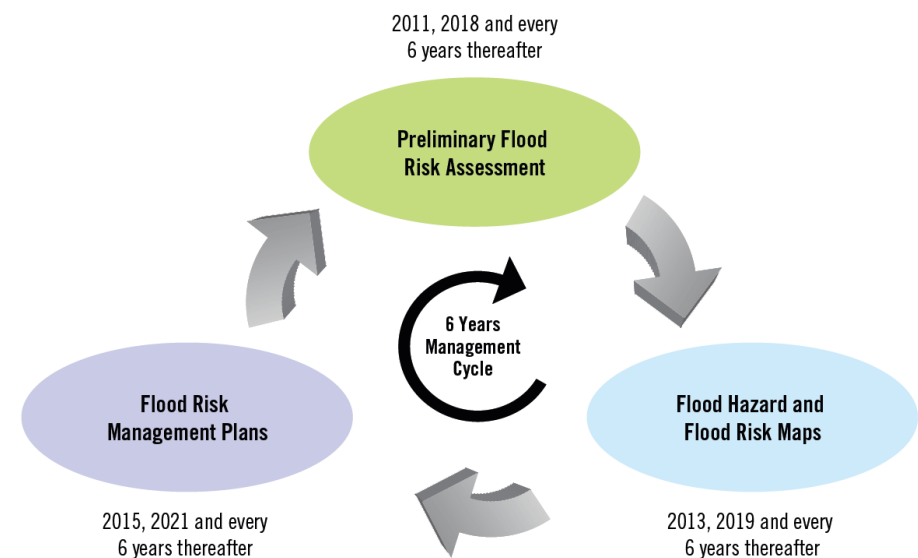 2011, 2018 and every
6 years thereafter
Preliminary Flood
Risk Assessment
6 Years
Management
Cycle
Flood Risk
Management Plans
Flood Hazard and
Flood Risk Maps
2015, 2021 and every
6 years thereafter
2013, 2019 and every
6 years thereafter